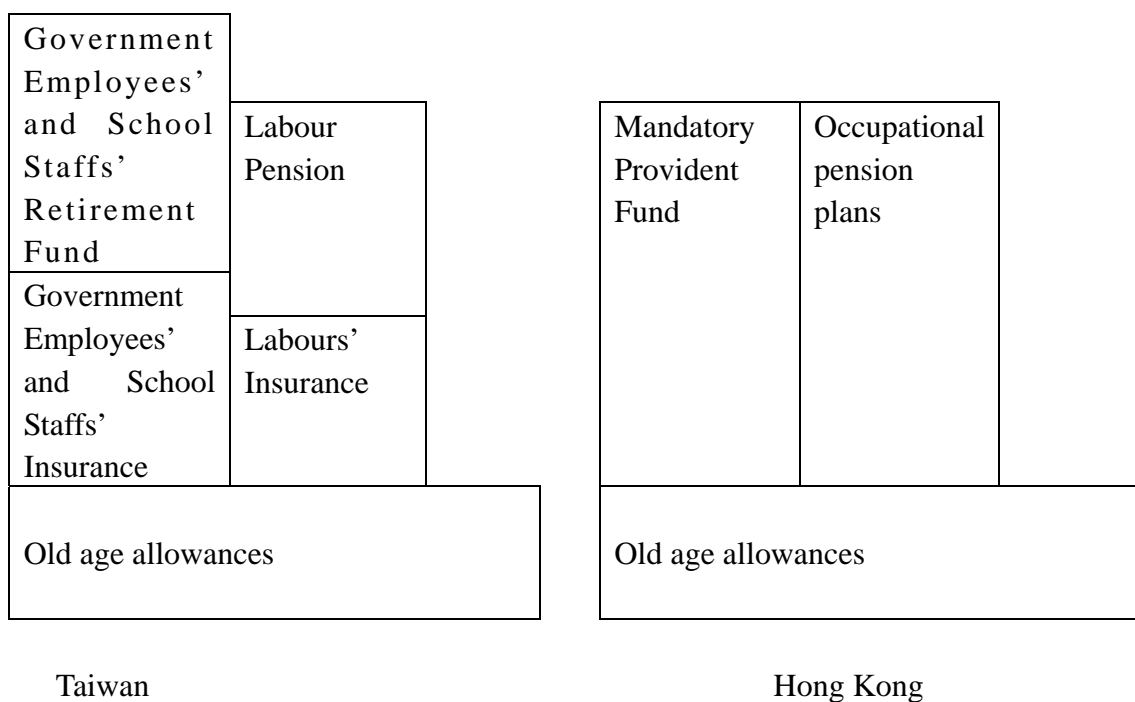 Government
Employees’
and School
Staffs’
Retirement
Fund
Labour
Pension
Government
Employees’
and School
Staffs’
Insurance
Labours’
Insurance
Old age allowances
Taiwan
Mandatory
Provident
Fund
Occupational
pension
plans
Old age allowances
Hong Kong